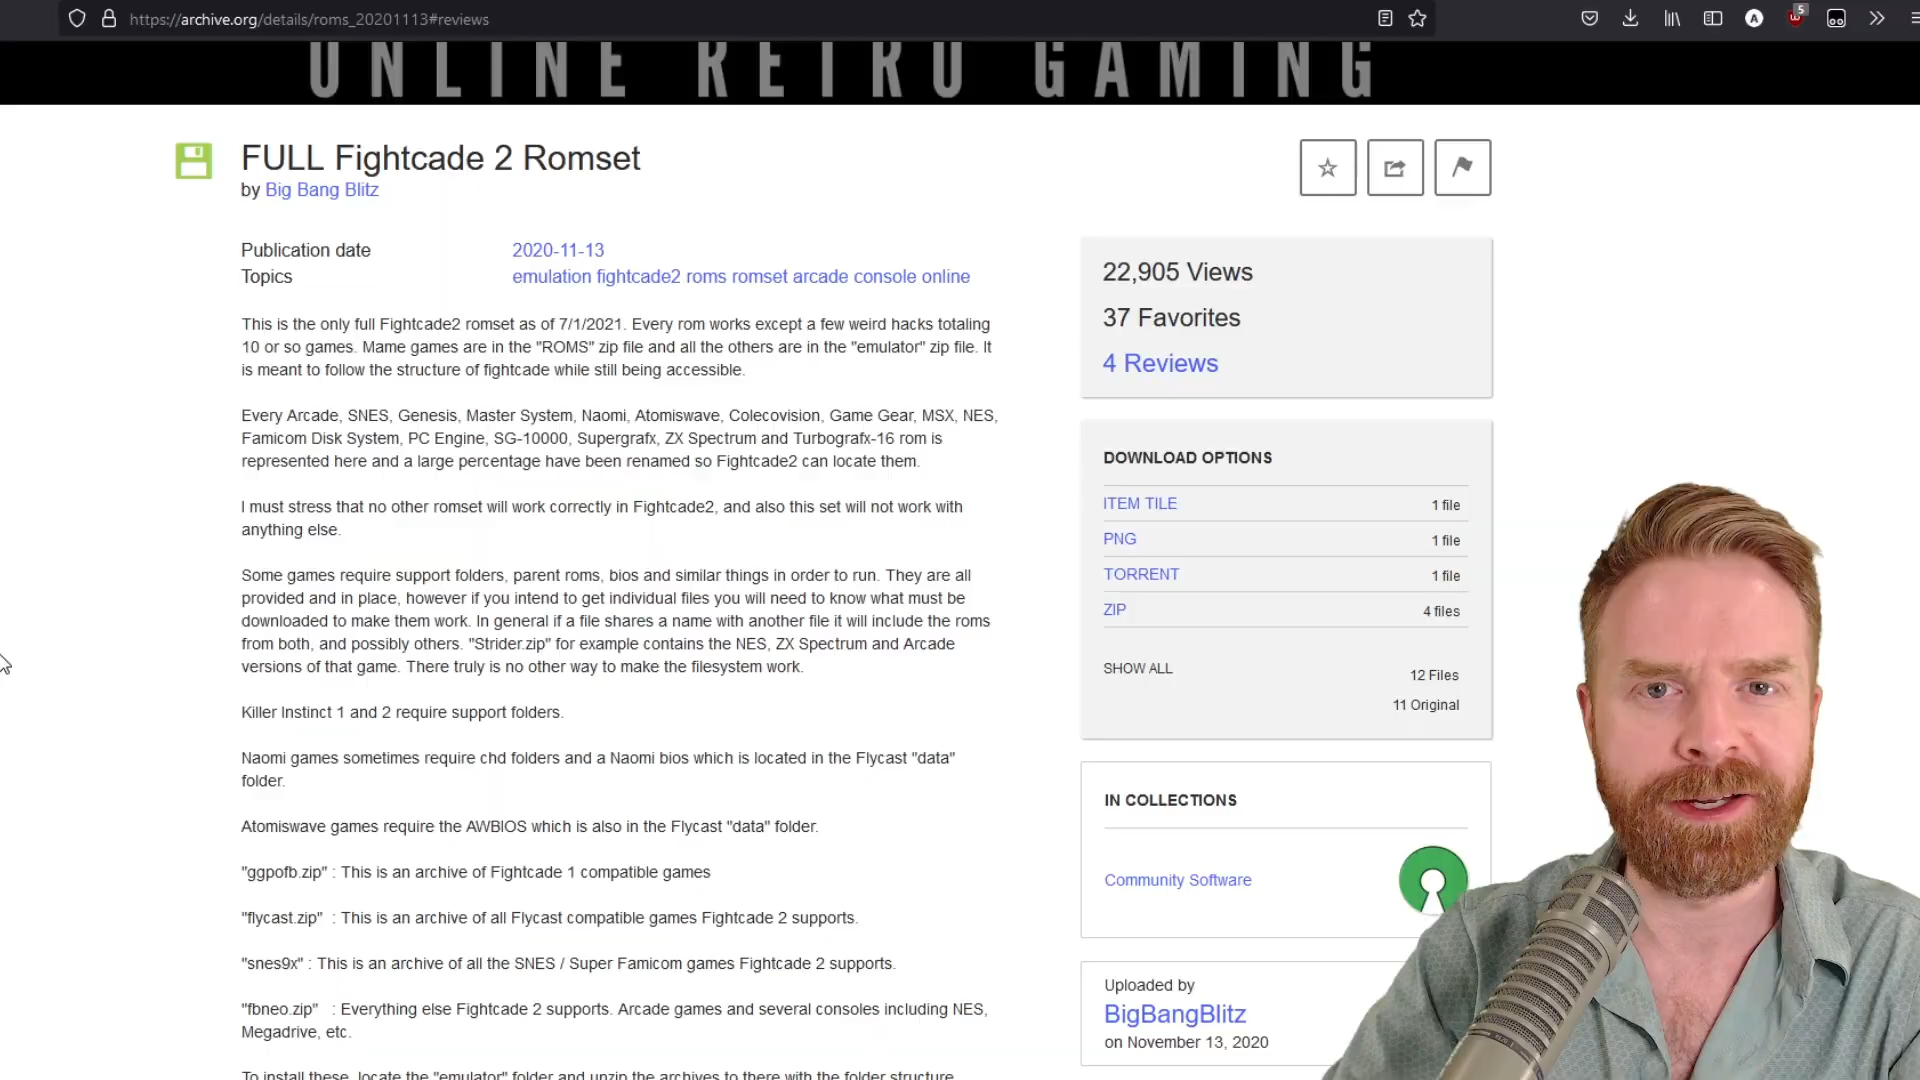 https://archive.org/details/roms_20201113#reviews
5
ONLINE RETRO GAMING
FULL Fightcade 2 Romset
by Big Bang Blitz
Publication date 2020-11-13
Topics emulation fightcade2 roms romset arcade console online
This is the only full Fightcade2 romset as of 7/1/2021. Every rom works except a few weird hacks totaling
10 or so games. Mame games are in the "ROMS" zip file and all the others are in the "emulator" zip file. It
is meant to follow the structure of fightcade while still being accessible.
Every Arcade, SNES, Genesis, Master System, Naomi, Atomiswave, Colecovision, Game Gear, MSX, NES,
Famicom Disk System, PC Engine, SG-10000, Supergrafx, ZX Spectrum and Turbografx-16 rom is
represented here and a large percentage have been renamed so Fightcade2 can locate them.
I must stress that no other romset will work correctly in Fightcade2, and also this set will not work with
anything else.
Some games require support folders, parent roms, bios and similar things in order to run. They are all
provided and in place, however if you intend to get individual files you will need to know what must be
downloaded to make them work. In general if a file shares a name with another file it will include the roms
from both, and possibly others. "Strider.zip" for example contains the NES, ZX Spectrum and Arcade
versions of that game. There truly is no other way to make the filesystem work.
Killer Instinct 1 and 2 require support folders.
Naomi games sometimes require chd folders and a Naomi bios which is located in the Flycast "data"
folder.
Atomiswave games require the AWBIOS which is also in the Flycast "data" folder.
"ggpofb.zip" : This is an archive of Fightcade 1 compatible games
"flycast.zip" : This is an archive of all Flycast compatible games Fightcade 2 supports.
"snes9x" : This is an archive of all the SNES / Super Famicom games Fightcade 2 supports.
"fbneo.zip" : Everything else Fightcade 2 supports. Arcade games and several consoles including NES,
Megadrive, etc.
To install these, locate the "emulator" folder and unzip the archives to there with the folder structure
22,905 Views
37 Favorites
4 Reviews
DOWNLOAD OPTIONS
ITEM TILE 1 file
PNG 1 file
TORRENT 1 file
ZIP 4 files
SHOW ALL 12 Files
11 Original
IN COLLECTIONS
Community Software
Uploaded by
BigBangBlitz
on November 13, 2020